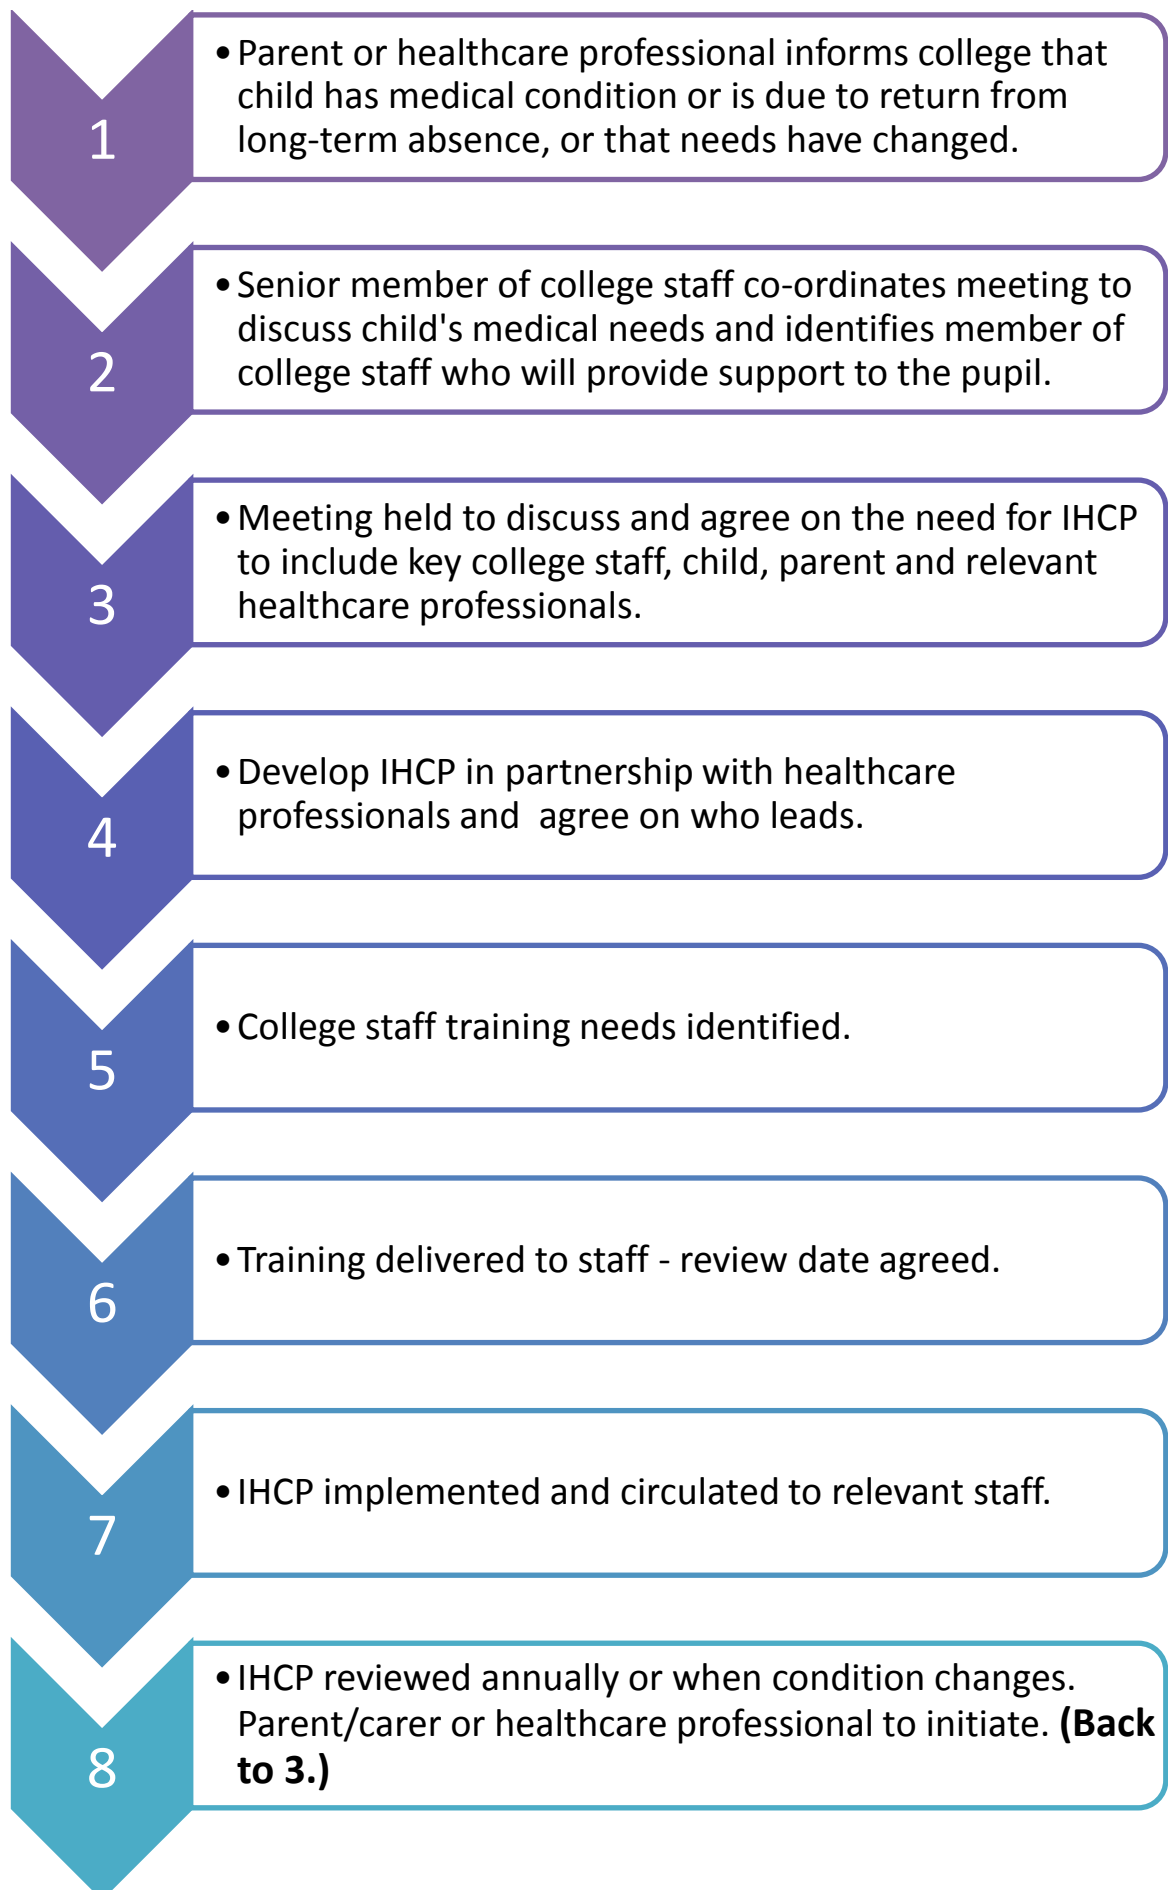 1
• Parent or healthcare professional informs college that
child has medical condition or is due to return from
long-term absence, or that needs have changed.
2
• Senior member of college staff co-ordinates meeting to
discuss child's medical needs and identifies member of
college staff who will provide support to the pupil.
3
• Meeting held to discuss and agree on the need for IHCP
to include key college staff, child, parent and relevant
healthcare professionals.
4
• Develop IHCP in partnership with healthcare
professionals and  agree on who leads.
5
• College staff training needs identified.
6
• Training delivered to staff - review date agreed.
7
• IHCP implemented and circulated to relevant staff.
8
• IHCP reviewed annually or when condition changes.
Parent/carer or healthcare professional to initiate. (Back
to 3.)